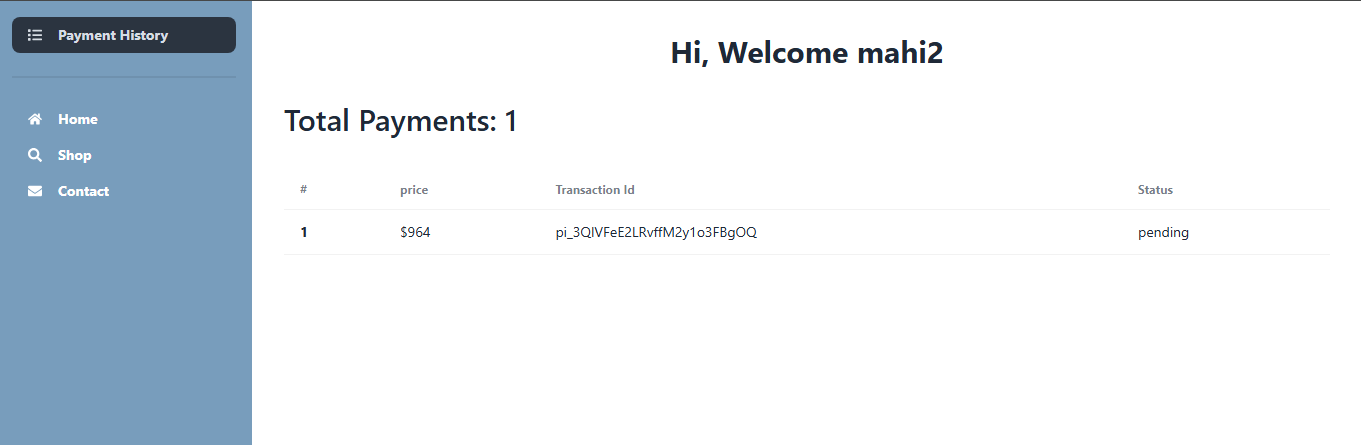 Payment History
Home
Shop
Contact
Hi, Welcome mahi2
Total Payments: 1
# price Transaction Id Status
1 $964 pi_3QIVFeE2LRvffM2y1o3FBgOQ pending